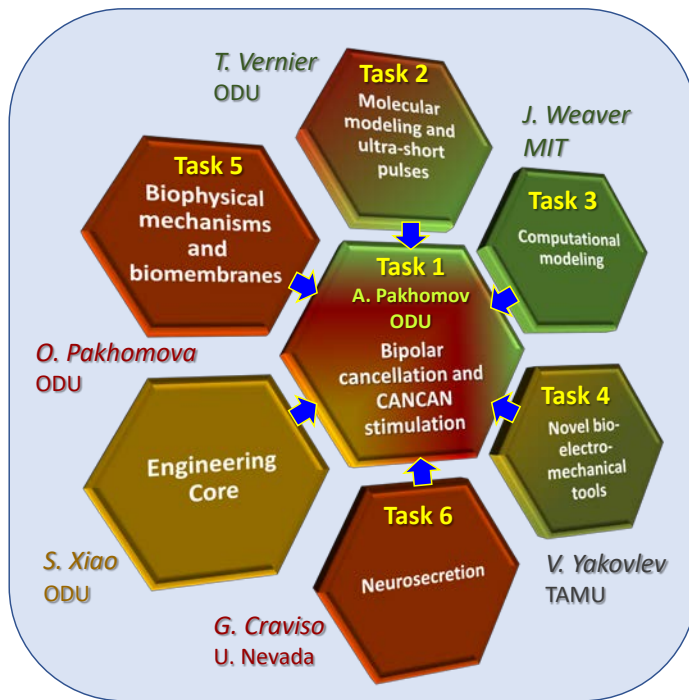 T. Vernier
ODU
Task 2
Molecular
modeling and
ultra-short
pulses
J. Weaver
MIT
Task 5
Biophysical
mechanisms
and
biomembranes
Task 3
Computational
modeling
Task 1
A. Pakhomov
ODU
Bipolar
cancellation and
CANCAN
stimulation
O. Pakhomova
ODU
Task 4
Novel bio-
electro-
mechanical
tools
Engineering
Core
Task 6
Neurosecretion
S. Xiao
ODU
V. Yakovlev
TAMU
G. Craviso
U. Nevada